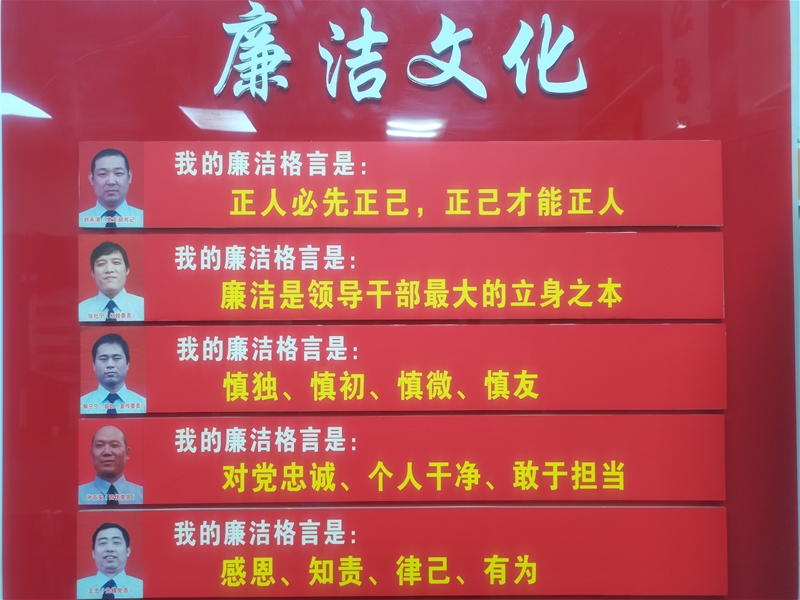 廉洁文化
我的廉洁格言是：
正人必先正己，正己才能正人
我的廉洁格言是：
廉洁是领导干部最大的立身之本
我的廉洁格言是：
慎独、慎初、慎微、慎友
我的廉洁格言是：
对党忠诚、个人干净、敢于担当
我的廉洁格言是：
感恩、知责、律己、有为